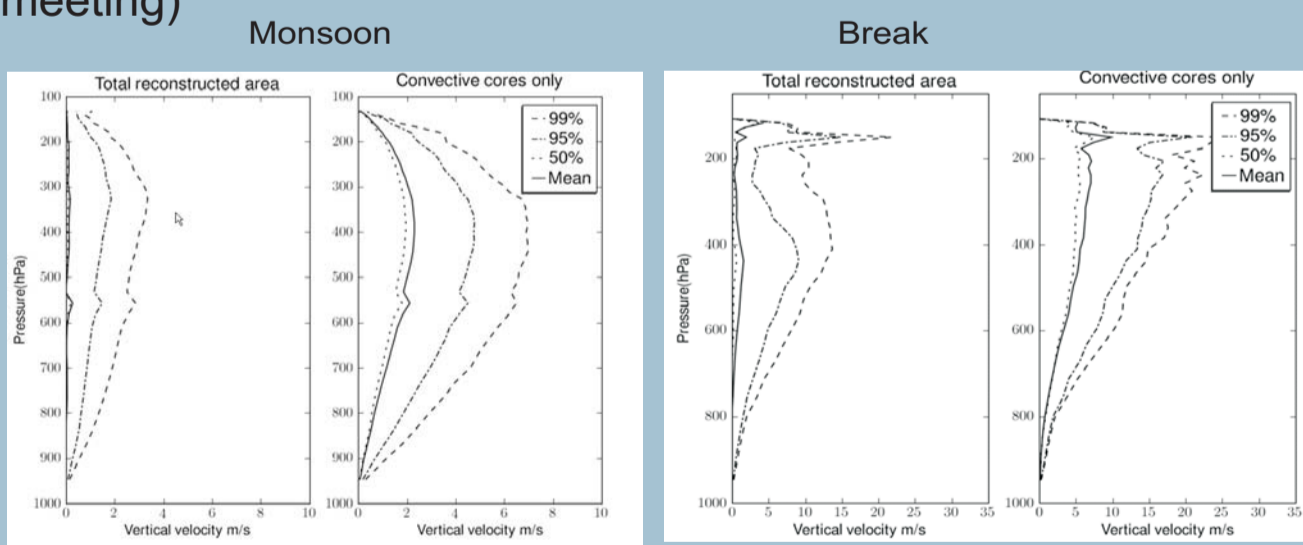 meeting)
Monsoon
Break
Total reconstructed area
Convective cores only
Total reconstructed area
Convective cores only
100
200
300
400
500
600
700
800
900
1000
Pressure(hPa)
0 2 4 6 8 10
Vertical velocity m/s
100
200
300
400
500
600
700
800
900
1000
99%
95%
50%
Mean
0 2 4 6 8 10
Vertical velocity m/s
200
400
600
800
1000
Pressure(hPa)
0 5 10 15 20 25 30 35
Vertical velocity m/s
200
400
600
800
1000
99%
95%
50%
Mean
0 5 10 15 20 25 30 35
Vertical velocity m/s